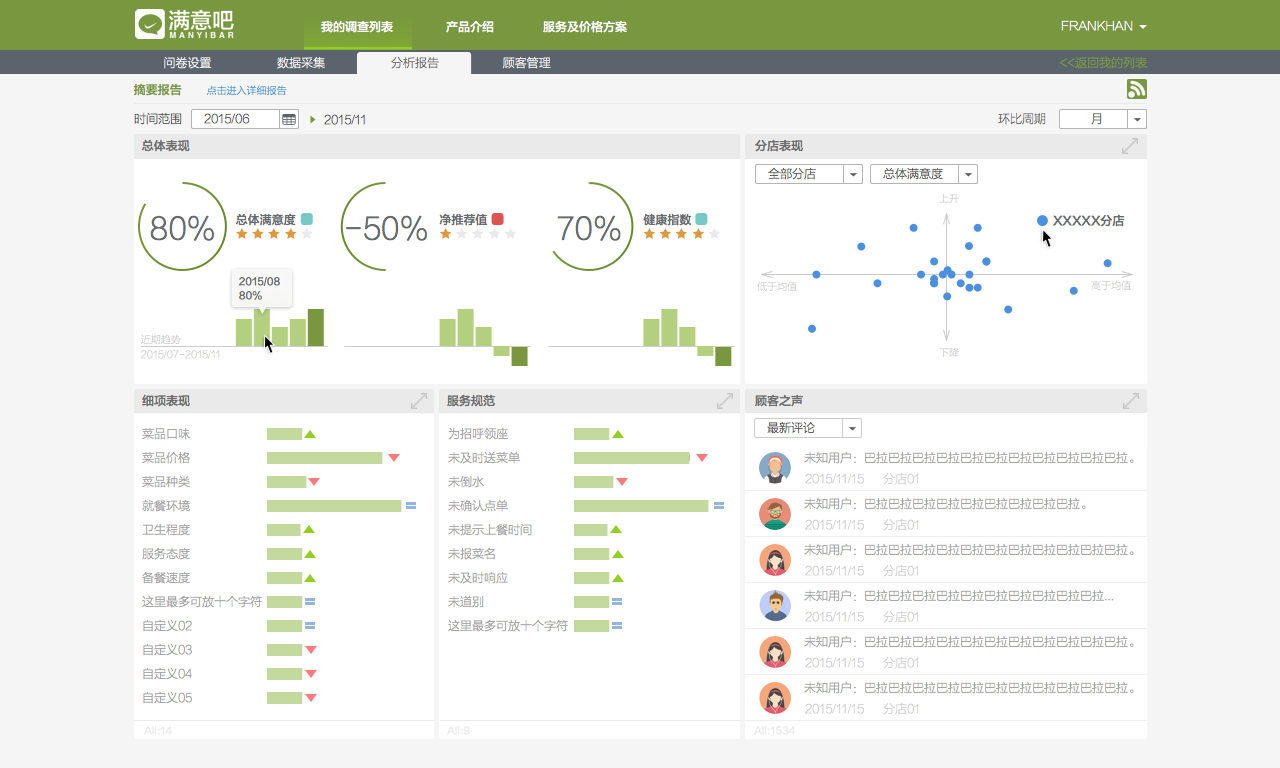 满意吧
MANYIBAR
我的调查列表 产品介绍 服务及价格方案
FRANKHAN
问卷设置 数据采集 分析报告 顾客管理
<<返回我的列表
摘要报告 点击进入详细报告
时间范围 2015/06 2015/11
环比周期 月
总体表现
80% 总体满意度
-50% 净推荐值
70% 健康指数
2015/08
80%
近期趋势
2015/07-2015/11
分店表现
全部分店 总体满意度
上升
XXXXX分店
低于均值 高于均值
下降
细项表现
菜品口味
菜品价格
菜品种类
就餐环境
卫生程度
服务态度
备餐速度
这里最多可放十个字符
自定义02
自定义03
自定义04
自定义05
All:14
服务规范
为招呼领座
未及时送菜单
未倒水
未确认点单
未提示上餐时间
未报菜名
未及时响应
未道别
这里最多可放十个字符
All:9
顾客之声
最新评论
未知用户：巴拉巴拉巴拉巴拉巴拉巴拉巴拉巴拉巴拉巴拉巴拉。
2015/11/15 分店01
未知用户：巴拉巴拉巴拉巴拉巴拉巴拉巴拉巴拉巴拉。
2015/11/15 分店01
未知用户：巴拉巴拉巴拉巴拉巴拉巴拉巴拉巴拉巴拉巴拉巴拉。
2015/11/15 分店01
未知用户：巴拉巴拉巴拉巴拉巴拉巴拉巴拉巴拉巴拉巴拉...
2015/11/15 分店01
未知用户：巴拉巴拉巴拉巴拉巴拉巴拉巴拉巴拉巴拉巴拉巴拉。
2015/11/15 分店01
未知用户：巴拉巴拉巴拉巴拉巴拉巴拉巴拉巴拉巴拉巴拉巴拉。
2015/11/15 分店01
All:1534